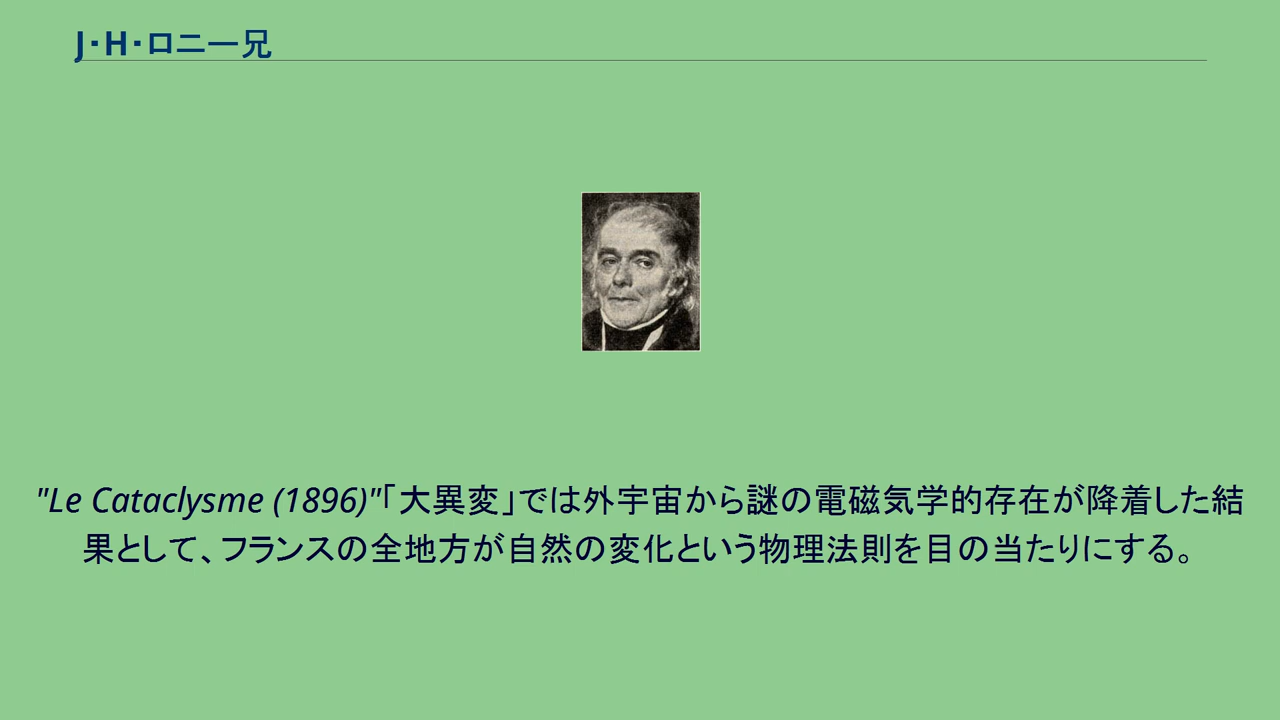 J・H・ロニー兄
"Le Cataclysme (1896)"「大異変」では外宇宙から謎の電磁気学的存在が降着した結
果として、フランスの全地方が自然の変化という物理法則を目の当たりにする。